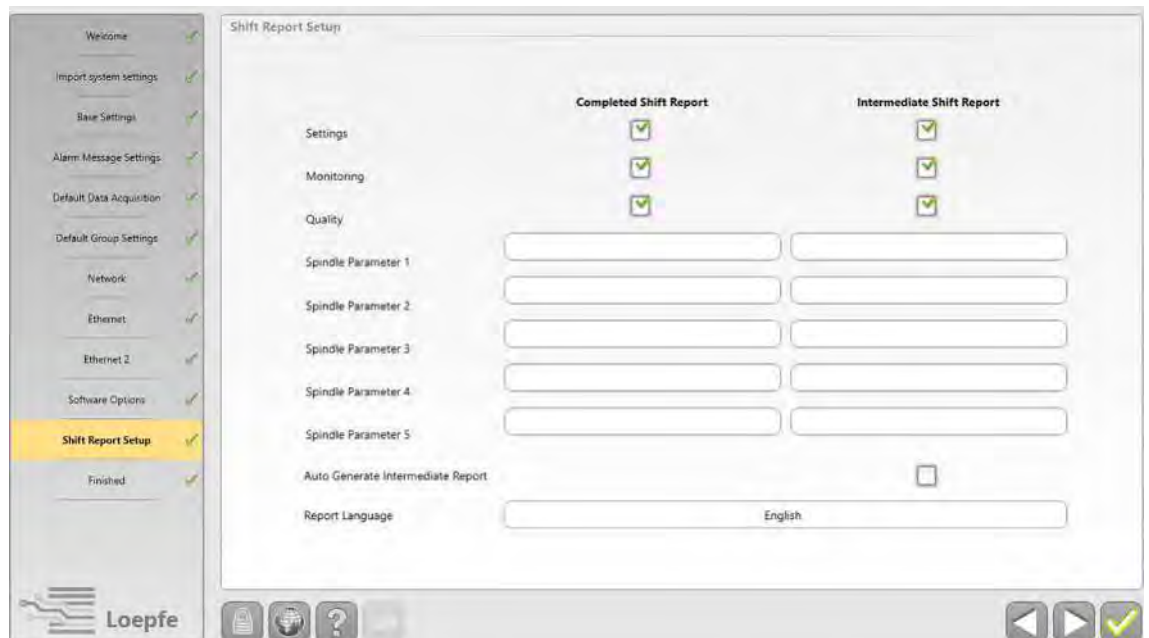 Welcome
Import system settings
Base Settings
Alarm Message Settings
Default Data Acquisition
Default Group Settings
Network
Ethernet
Ethernet 2
Software Options
Shift Report Setup
Finished
Loepfe
Shift Report Setup
Completed Shift Report Intermediate Shift Report
Settings
Monitoring
Quality
Spindle Parameter 1
Spindle Parameter 2
Spindle Parameter 3
Spindle Parameter 4
Spindle Parameter 5
Auto Generate Intermediate Report
Report Language English
?